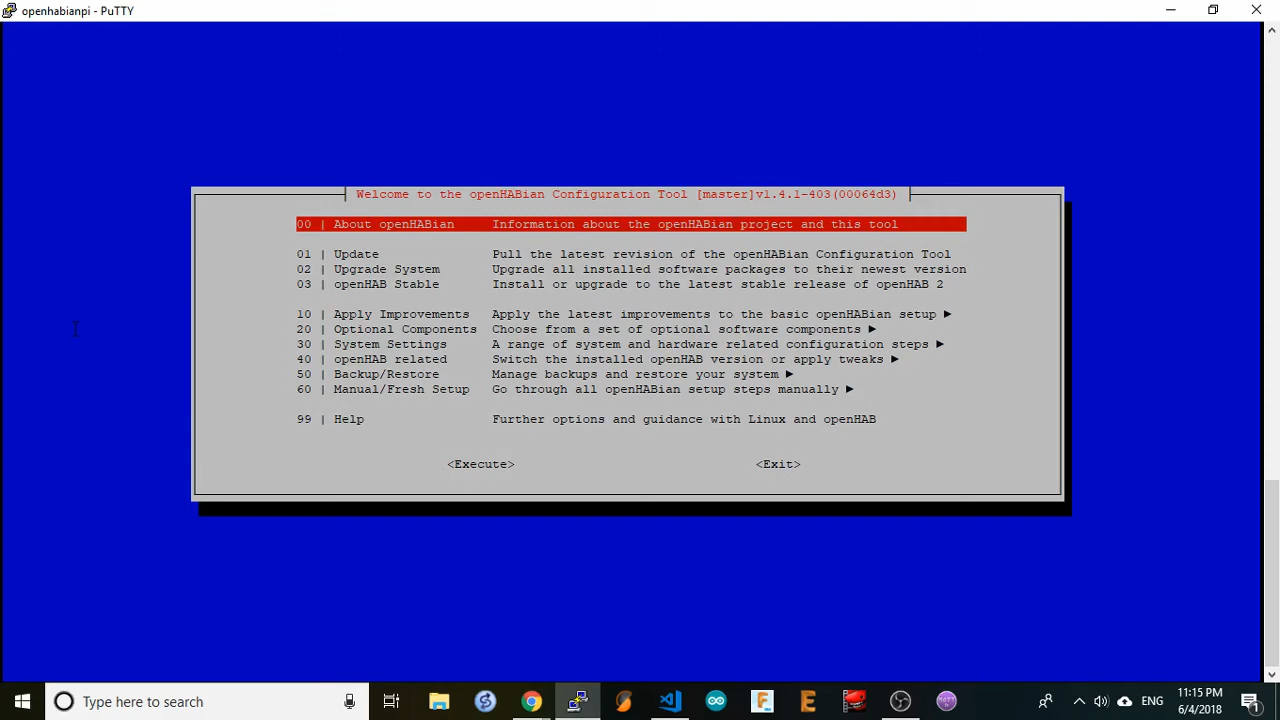 openhabianpi - PuTTY
Welcome to the openHABian Configuration Tool [master]v1.4.1-403(00064d3)
00 | About openHABian Information about the openHABian project and this tool
01 | Update Pull the latest revision of the openHABian Configuration Tool
02 | Upgrade System Upgrade all installed software packages to their newest version
03 | openHAB Stable Install or upgrade to the latest stable release of openHAB 2
10 | Apply Improvements Apply the latest improvements to the basic openHABian setup ►
20 | Optional Components Choose from a set of optional software components ►
30 | System Settings A range of system and hardware related configuration steps ►
40 | openHAB related Switch the installed openHAB version or apply tweaks ►
50 | Backup/Restore Manage backups and restore your system ►
60 | Manual/Fresh Setup Go through all openHABian setup steps manually ►
99 | Help Further options and guidance with Linux and openHAB
<Execute> <Exit>
Type here to search
ENG
11:15 PM
6/4/2018
1